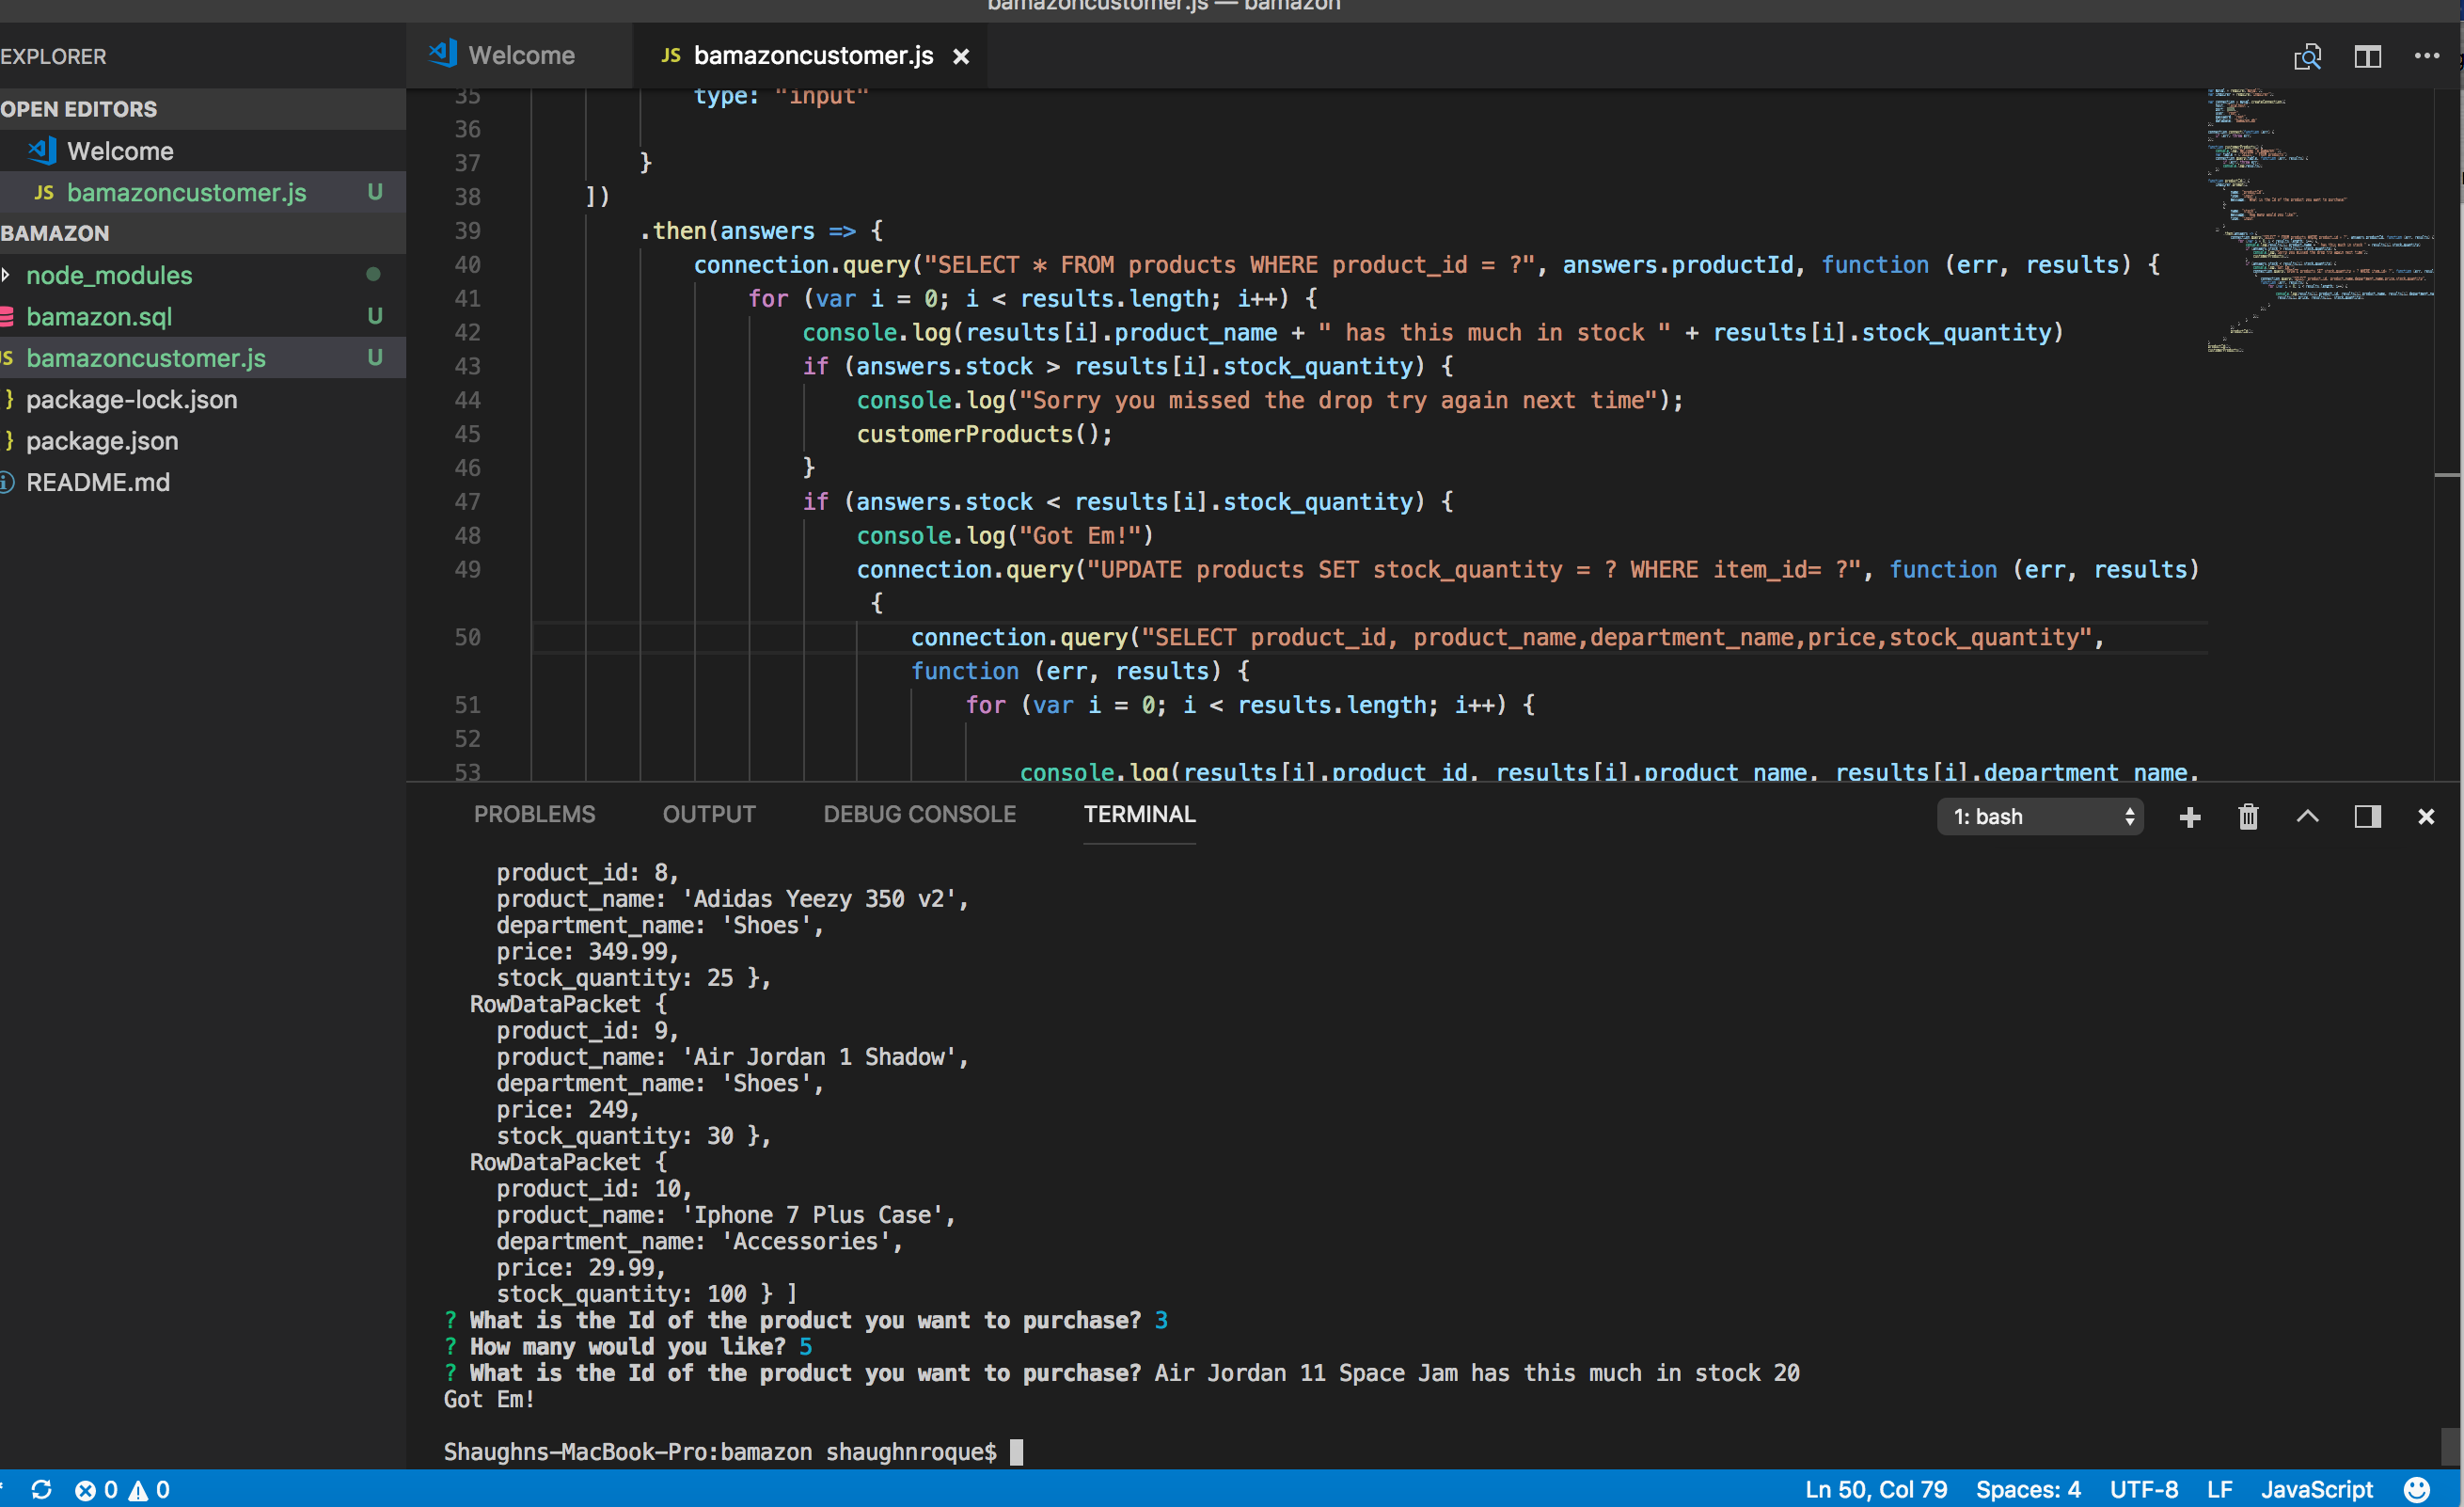 bamazoncustomer.js — bamazon
EXPLORER
OPEN EDITORS
Welcome
JS bamazoncustomer.js U
BAMAZON
node_modules
bamazon.sql U
JS bamazoncustomer.js U
package-lock.json
package.json
README.md
Welcome
JS bamazoncustomer.js
35 type: "input"
36
37 }
38 ])
39 .then(answers => {
40 connection.query("SELECT * FROM products WHERE product_id = ?", answers.productId, function (err, results) {
41 for (var i = 0; i < results.length; i++) {
42 console.log(results[i].product_name + " has this much in stock " + results[i].stock_quantity)
43 if (answers.stock > results[i].stock_quantity) {
44 console.log("Sorry you missed the drop try again next time");
45 customerProducts();
46 }
47 if (answers.stock < results[i].stock_quantity) {
48 console.log("Got Em!")
49 connection.query("UPDATE products SET stock_quantity = ? WHERE item_id= ?", function (err, results)
{
50 connection.query("SELECT product_id, product_name,department_name,price,stock_quantity",
function (err, results) {
51 for (var i = 0; i < results.length; i++) {
52
53 console.log(results[i].product_id, results[i].product_name, results[i].department_name,
PROBLEMS OUTPUT DEBUG CONSOLE TERMINAL 1: bash
product_id: 8,
product_name: 'Adidas Yeezy 350 v2',
department_name: 'Shoes',
price: 349.99,
stock_quantity: 25 },
RowDataPacket {
product_id: 9,
product_name: 'Air Jordan 1 Shadow',
department_name: 'Shoes',
price: 249,
stock_quantity: 30 },
RowDataPacket {
product_id: 10,
product_name: 'Iphone 7 Plus Case',
department_name: 'Accessories',
price: 29.99,
stock_quantity: 100 } ]
? What is the Id of the product you want to purchase? 3
? How many would you like? 5
? What is the Id of the product you want to purchase? Air Jordan 11 Space Jam has this much in stock 20
Got Em!
Shaughns-MacBook-Pro:bamazon shaughnroque$
0 0 Ln 50, Col 79 Spaces: 4 UTF-8 LF JavaScript